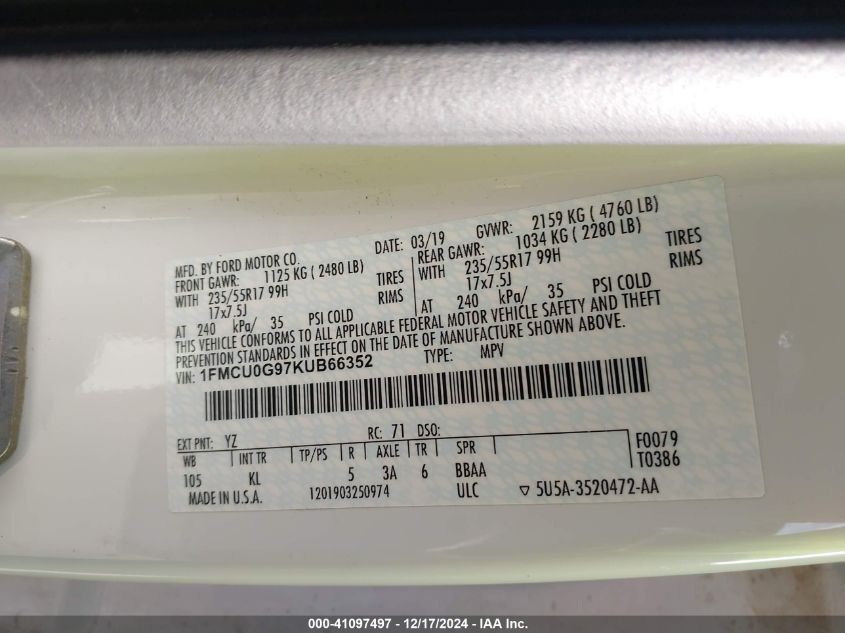 MFD. BY FORD MOTOR CO. DATE: 03/19 GVWR: 2159 KG ( 4760 LB)
FRONT GAWR: 1125 KG ( 2480 LB) REAR GAWR: 1034 KG ( 2280 LB)
WITH 235/55R17 99H TIRES WITH 235/55R17 99H TIRES
17x7.5J RIMS 17x7.5J RIMS
AT 240 kPa/ 35 PSI COLD AT 240 kPa/ 35 PSI COLD
THIS VEHICLE CONFORMS TO ALL APPLICABLE FEDERAL MOTOR VEHICLE SAFETY AND THEFT
PREVENTION STANDARDS IN EFFECT ON THE DATE OF MANUFACTURE SHOWN ABOVE.
VIN: 1FMCU0G97KUB66352 TYPE: MPV
EXT PNT: YZ RC: 71 DSO: F0079
WB INT TR TP/PS R AXLE TR SPR T0386
105 KL 5 3A 6 BBAA
MADE IN U.S.A. 1201903250974 ULC ▽ 5U5A-3520472-AA
000-41097497 - 12/17/2024 - IAA Inc.